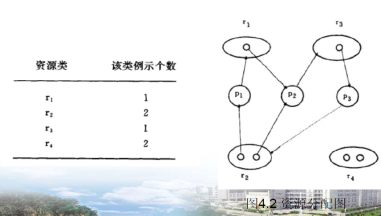 资源类 该类例示个数
r₁ 1
r₂ 2
r₃ 1
r₄ 2
r₁ r₃
p₁ p₂ p₃
r₂ r₄
图4.2 资源分配图